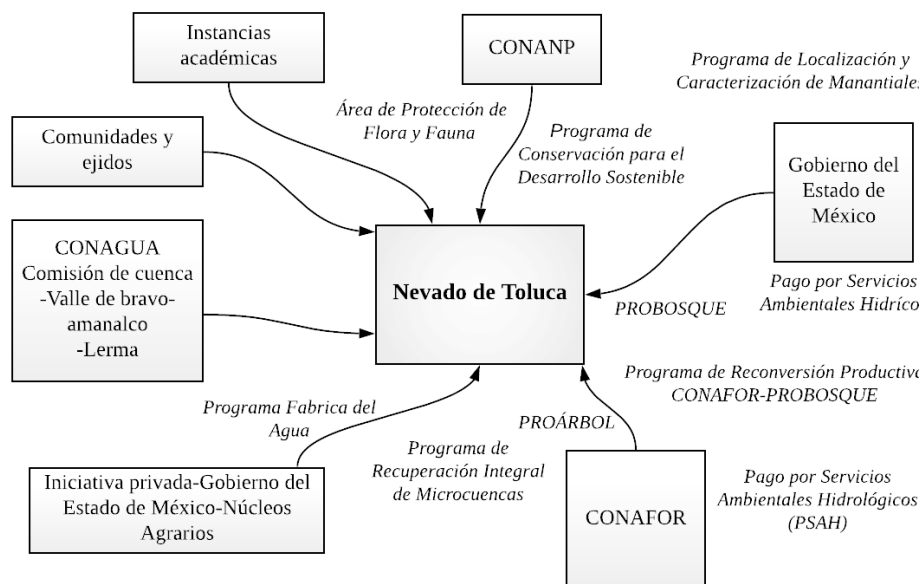 Instancias
académicas
CONANP
Programa de Localización y
Caracterización de Manantiales
Área de Protección de
Flora y Fauna
Programa de
Conservación para el
Desarrollo Sostenible
Comunidades y
ejidos
Gobierno del
Estado de
México
CONAGUA
Comisión de cuenca
-Valle de bravo-
amanalco
-Lerma
Nevado de Toluca
PROBOSQUE
Pago por Servicios
Ambientales Hídrico
Programa de Reconversión Productiva
CONAFOR-PROBOSQUE
Programa Fabrica del
Agua
PROÁRBOL
Programa de
Recuperación Integral
de Microcuencas
Iniciativa privada-Gobierno del
Estado de México-Núcleos
Agrarios
CONAFOR
Pago por Servicios
Ambientales Hidrológicos
(PSAH)